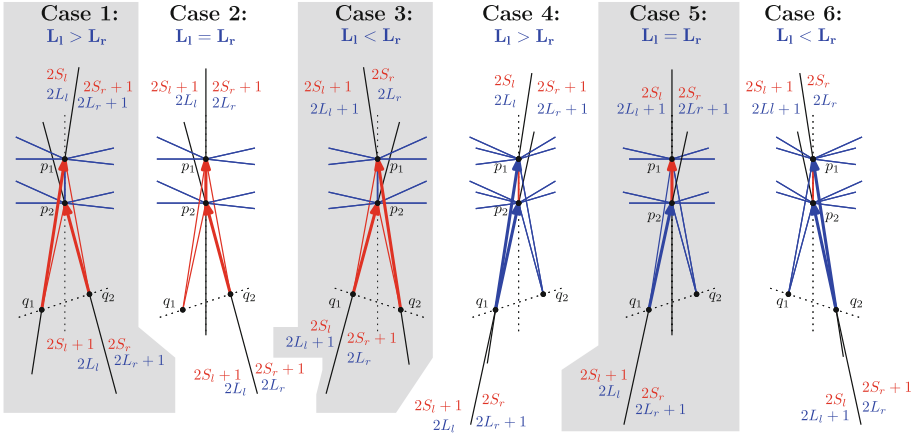 Case 1: Case 2: Case 3: Case 4: Case 5: Case 6:
L_l > L_r L_l = L_r L_l < L_r L_l > L_r L_l = L_r L_l < L_r
2S_l 2S_r + 1 2S_l + 1 2S_r + 1 2S_l + 1 2S_r 2S_l 2S_r + 1 2S_l 2S_r 2S_l + 1 2S_r
2L_l 2L_r + 1 2L_l 2L_r 2L_l + 1 2L_r 2L_l 2L_r + 1 2L_l + 1 2Lr + 1 2Ll + 1 2L_r
p_1 p_1 p_1 p_1 p_1 p_1
p_2 p_2 p_2 p_2 p_2 p_2
q_1 q_2 q_1 q_2 q_1 q_2 q_1 q_2 q_1 q_2 q_1 q_2
2S_l + 1 2S_r 2S_l 2S_r + 1
2L_l 2L_r + 1 2L_l + 1 2L_r
2S_l + 1 2S_r + 1
2L_l 2L_r
2S_l + 1 2S_r 2S_l + 1 2S_r 2S_l 2S_r + 1
2L_l 2L_r + 1 2L_l 2L_r + 1 2L_l + 1 2L_r